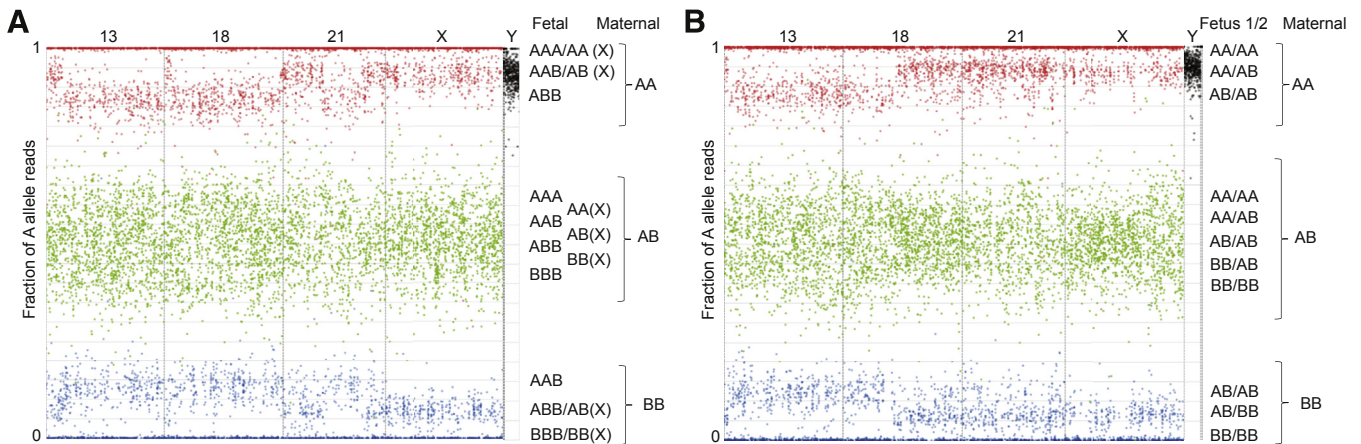 A
13 18 21 X Y
Fetal Maternal
1
AAA/AA (X)
AAB/AB (X)
ABB
AA
Fraction of A allele reads
AAA
AA(X)
AAB
AB(X)
ABB
BB(X)
BBB
AB
AAB
ABB/AB(X)
BBB/BB(X)
BB
0
B
13 18 21 X Y
Fetus 1/2 Maternal
1
AA/AA
AA/AB
AB/AB
AA
Fraction of A allele reads
AA/AA
AA/AB
AB/AB
BB/AB
BB/BB
AB
AB/AB
AB/BB
BB/BB
BB
0